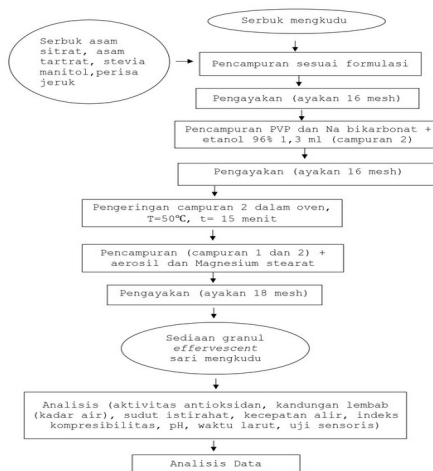 Serbuk mengkudu
Serbuk asam
sitrat, asam
tartrat, stevia
manitol,perisa
jeruk
Pencampuran sesuai formulasi
Pengayakan (ayakan 16 mesh)
Pencampuran PVP dan Na bikarbonat +
etanol 96% 1,3 ml (campuran 2)
Pengayakan (ayakan 16 mesh)
Pengeringan campuran 2 dalam oven,
T=50℃, t= 15 menit
Pencampuran (campuran 1 dan 2) +
aerosil dan Magnesium stearat
Pengayakan (ayakan 18 mesh)
Sediaan granul
effervescent
sari mengkudu
Analisis (aktivitas antioksidan, kandungan lembab
(kadar air), sudut istirahat, kecepatan alir, indeks
kompresibilitas, pH, waktu larut, uji sensoris)
Analisis Data